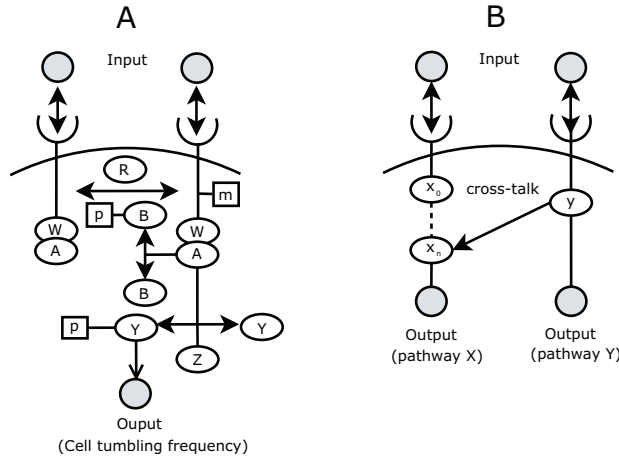 A
Input
R
p
B
m
W
A
W
A
B
p
Y
Y
Z
Ouput
(Cell tumbling frequency)
B
Input
x0
cross-talk
y
xn
Output
(pathway X)
Output
(pathway Y)